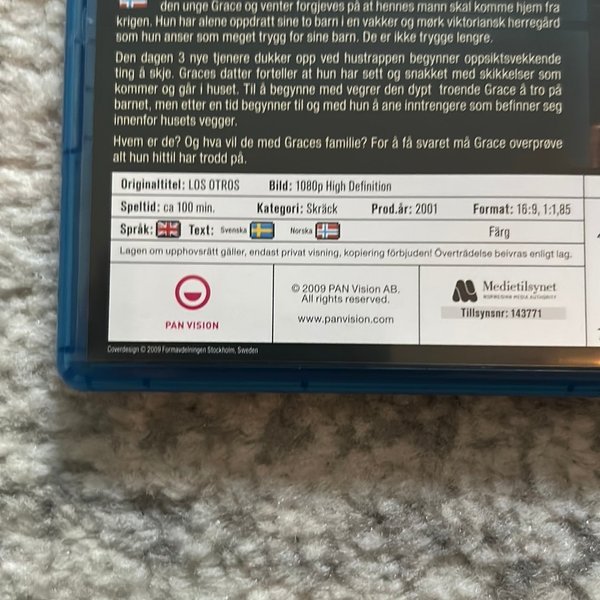 den unge Grace og venter forgjeves på at hennes mann skal komme hjem fra
krigen. Hun har alene oppdratt sine to barn i en vakker og mørk viktoriansk herregård
som hun anser som meget trygg for sine barn. De er ikke trygge lengre.
Den dagen 3 nye tjenere dukker opp ved hustrappen begynner oppsiktsvekkende
ting å skje. Graces datter forteller at hun har sett og snakket med skikkelser som
kommer og går i huset. Til å begynne med vegrer den dypt troende Grace å tro på
barnet, men etter en tid begynner til og med hun å ane inntrengere som befinner seg
innenfor husets vegger.
Hvem er de? Og hva vil de med Graces familie? For å få svaret må Grace overprøve
alt hun hittil har trodd på.
Originaltitel: LOS OTROS Bild: 1080p High Definition
Speltid: ca 100 min. Kategori: Skräck Prod.år: 2001 Format: 16:9, 1:1,85
Språk: Text: Svenska Norska Färg
Lagen om upphovsrätt gäller, endast privat visning, kopiering förbjuden! Överträdelse beivras enligt lag.
PAN VISION
© 2009 PAN Vision AB.
All rights reserved.
www.panvision.com
Medietilsynet
NORWEGIAN MEDIA AUTHORITY
Tillsynsnr: 143771
Coverdesign © 2009 Formavdelningen Stockholm, Sweden